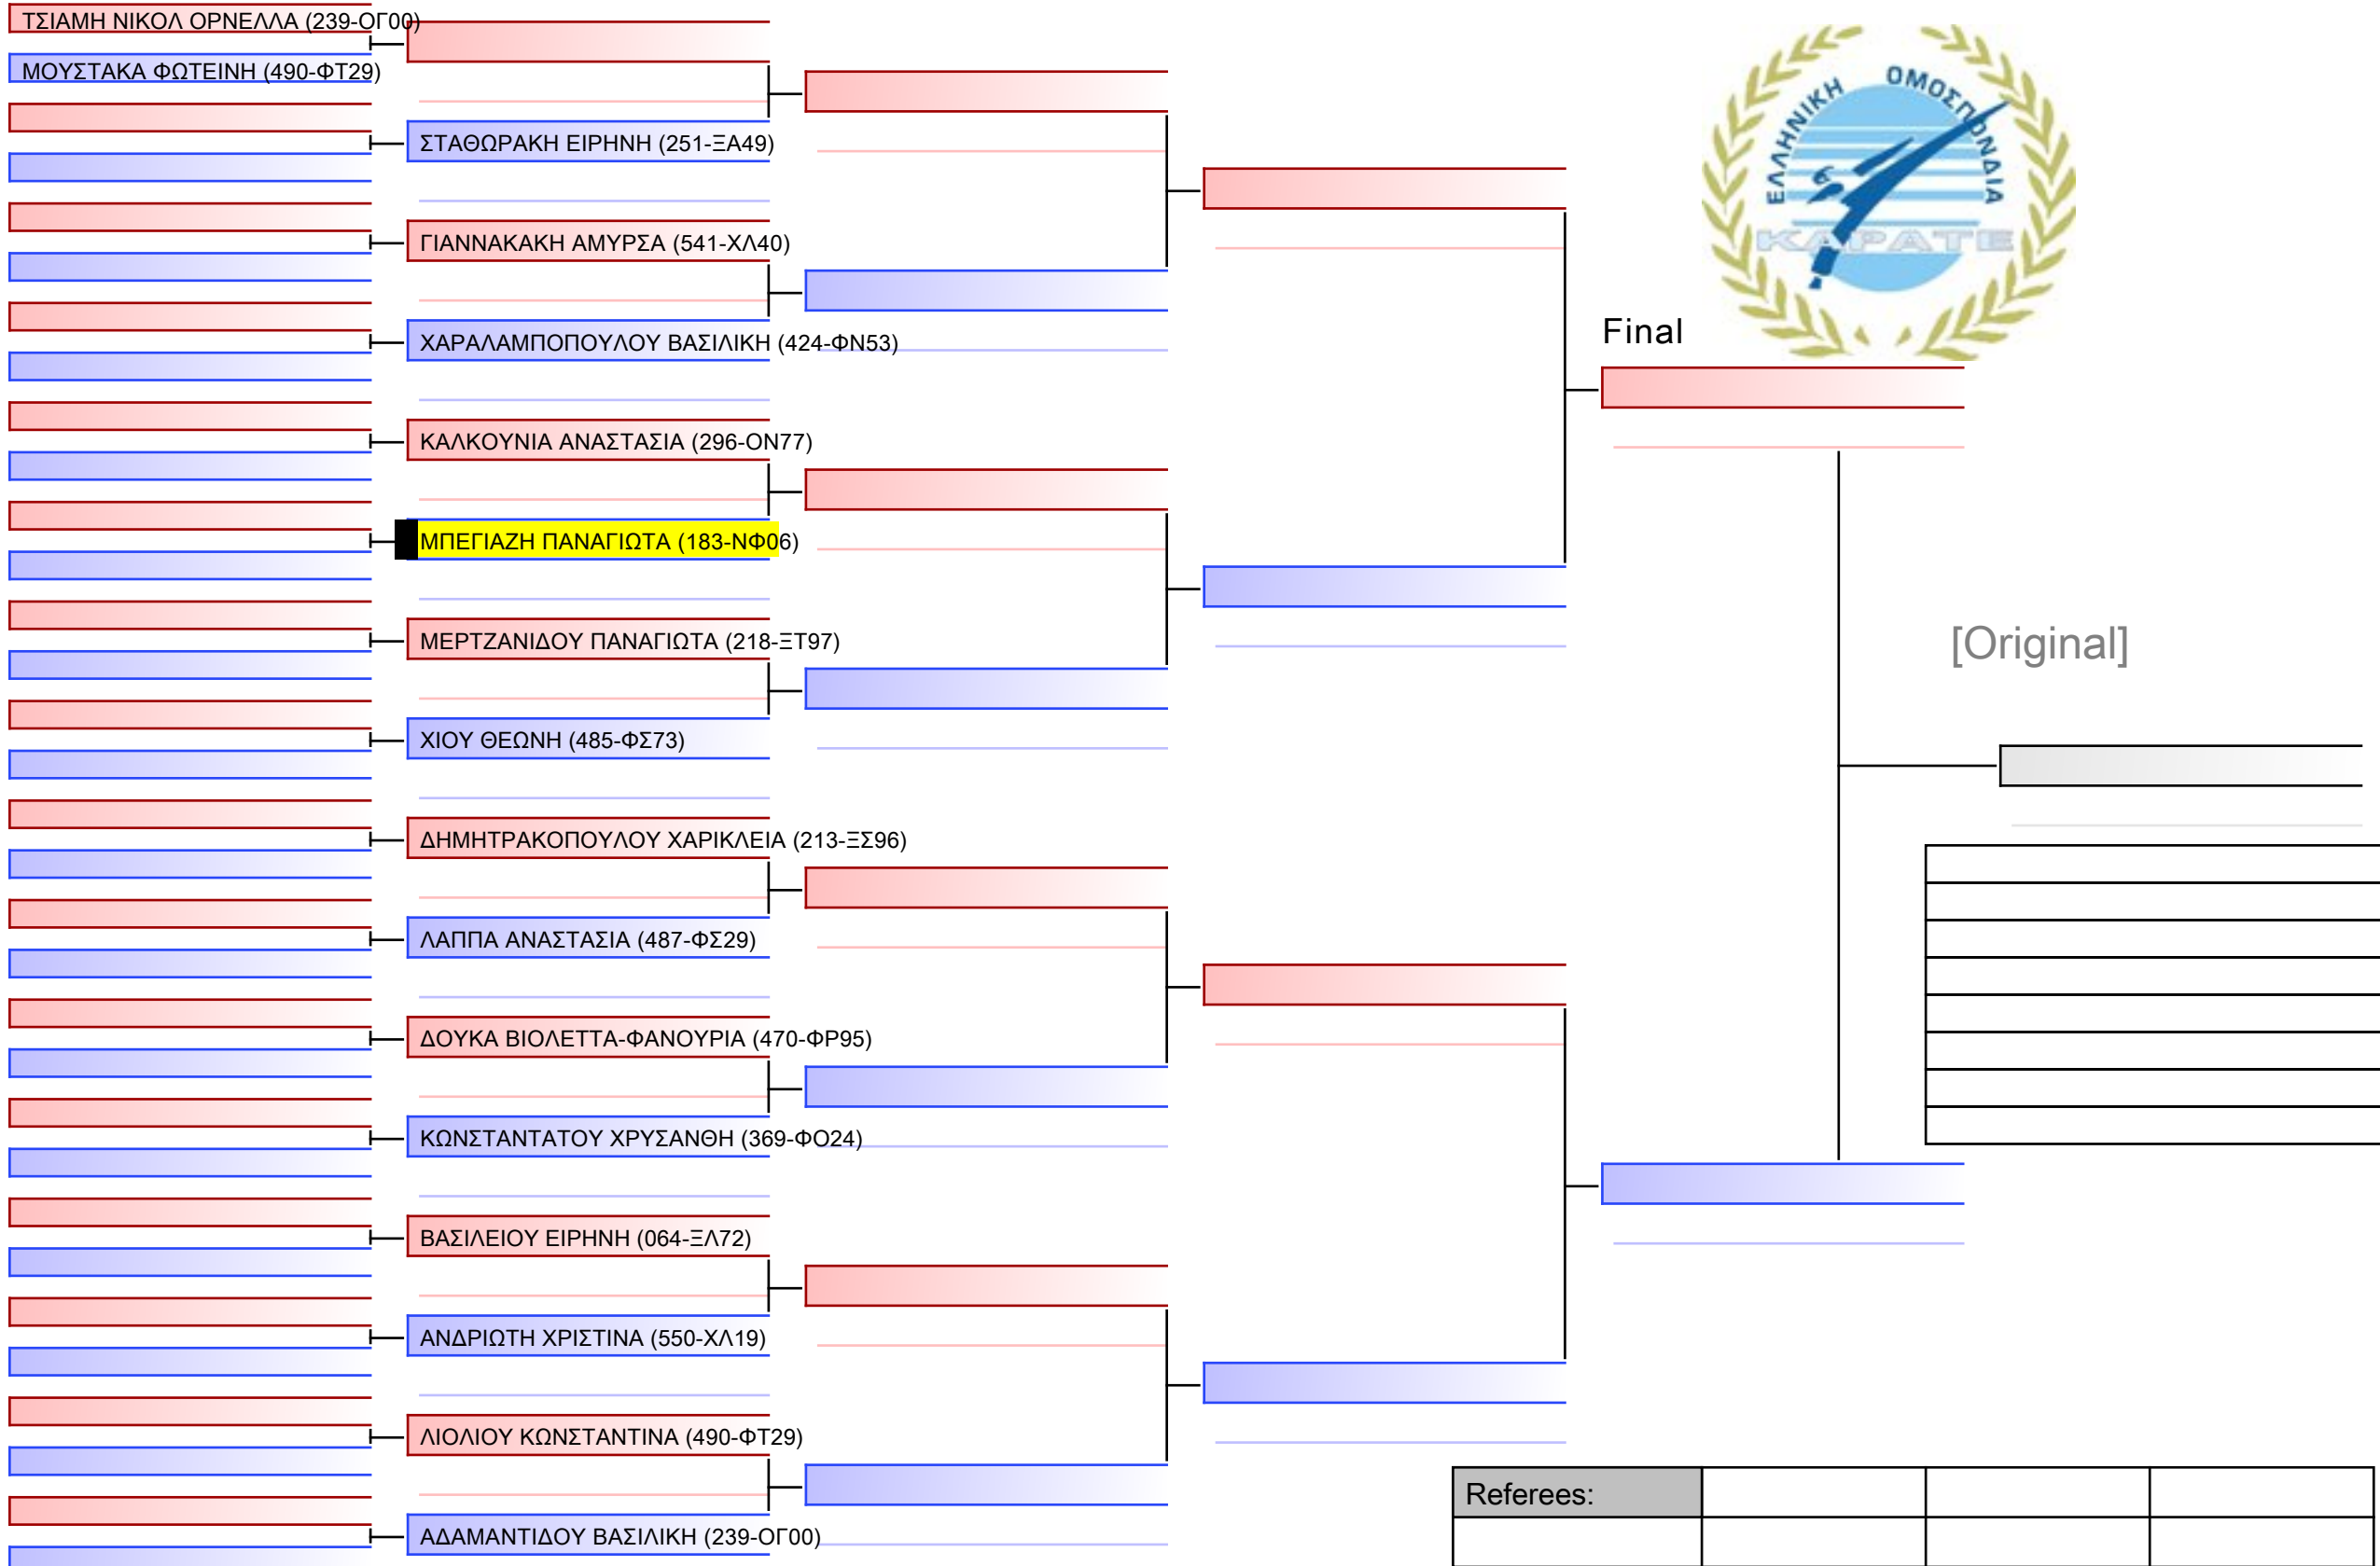 ΤΣΙΑΜΗ ΝΙΚΟΛ ΟΡΝΕΛΛΑ (239-ΟΓ00)
ΜΟΥΣΤΑΚΑ ΦΩΤΕΙΝΗ (490-ΦΤ29)
ΣΤΑΘΩΡΑΚΗ ΕΙΡΗΝΗ (251-ΞΑ49)
ΓΙΑΝΝΑΚΑΚΗ ΑΜΥΡΣΑ (541-ΧΛ40)
ΧΑΡΑΛΑΜΠΟΠΟΥΛΟΥ ΒΑΣΙΛΙΚΗ (424-ΦΝ53)
ΚΑΛΚΟΥΝΙΑ ΑΝΑΣΤΑΣΙΑ (296-ΟΝ77)
ΜΠΕΓΙΑΖΗ ΠΑΝΑΓΙΩΤΑ (183-ΝΦ06)
ΜΕΡΤΖΑΝΙΔΟΥ ΠΑΝΑΓΙΩΤΑ (218-ΞΤ97)
ΧΙΟΥ ΘΕΩΝΗ (485-ΦΣ73)
ΔΗΜΗΤΡΑΚΟΠΟΥΛΟΥ ΧΑΡΙΚΛΕΙΑ (213-ΞΣ96)
ΛΑΠΠΑ ΑΝΑΣΤΑΣΙΑ (487-ΦΣ29)
ΔΟΥΚΑ ΒΙΟΛΕΤΤΑ-ΦΑΝΟΥΡΙΑ (470-ΦΡ95)
ΚΩΝΣΤΑΝΤΑΤΟΥ ΧΡΥΣΑΝΘΗ (369-ΦΟ24)
ΒΑΣΙΛΕΙΟΥ ΕΙΡΗΝΗ (064-ΞΛ72)
ΑΝΔΡΙΩΤΗ ΧΡΙΣΤΙΝΑ (550-ΧΛ19)
ΛΙΟΛΙΟΥ ΚΩΝΣΤΑΝΤΙΝΑ (490-ΦΤ29)
ΑΔΑΜΑΝΤΙΔΟΥ ΒΑΣΙΛΙΚΗ (239-ΟΓ00)
ΕΛΛΗΝΙΚΗ ΟΜΟΣΠΟΝΔΙΑ
ΚΑΡΑΤΕ
Final
[Original]
Referees: